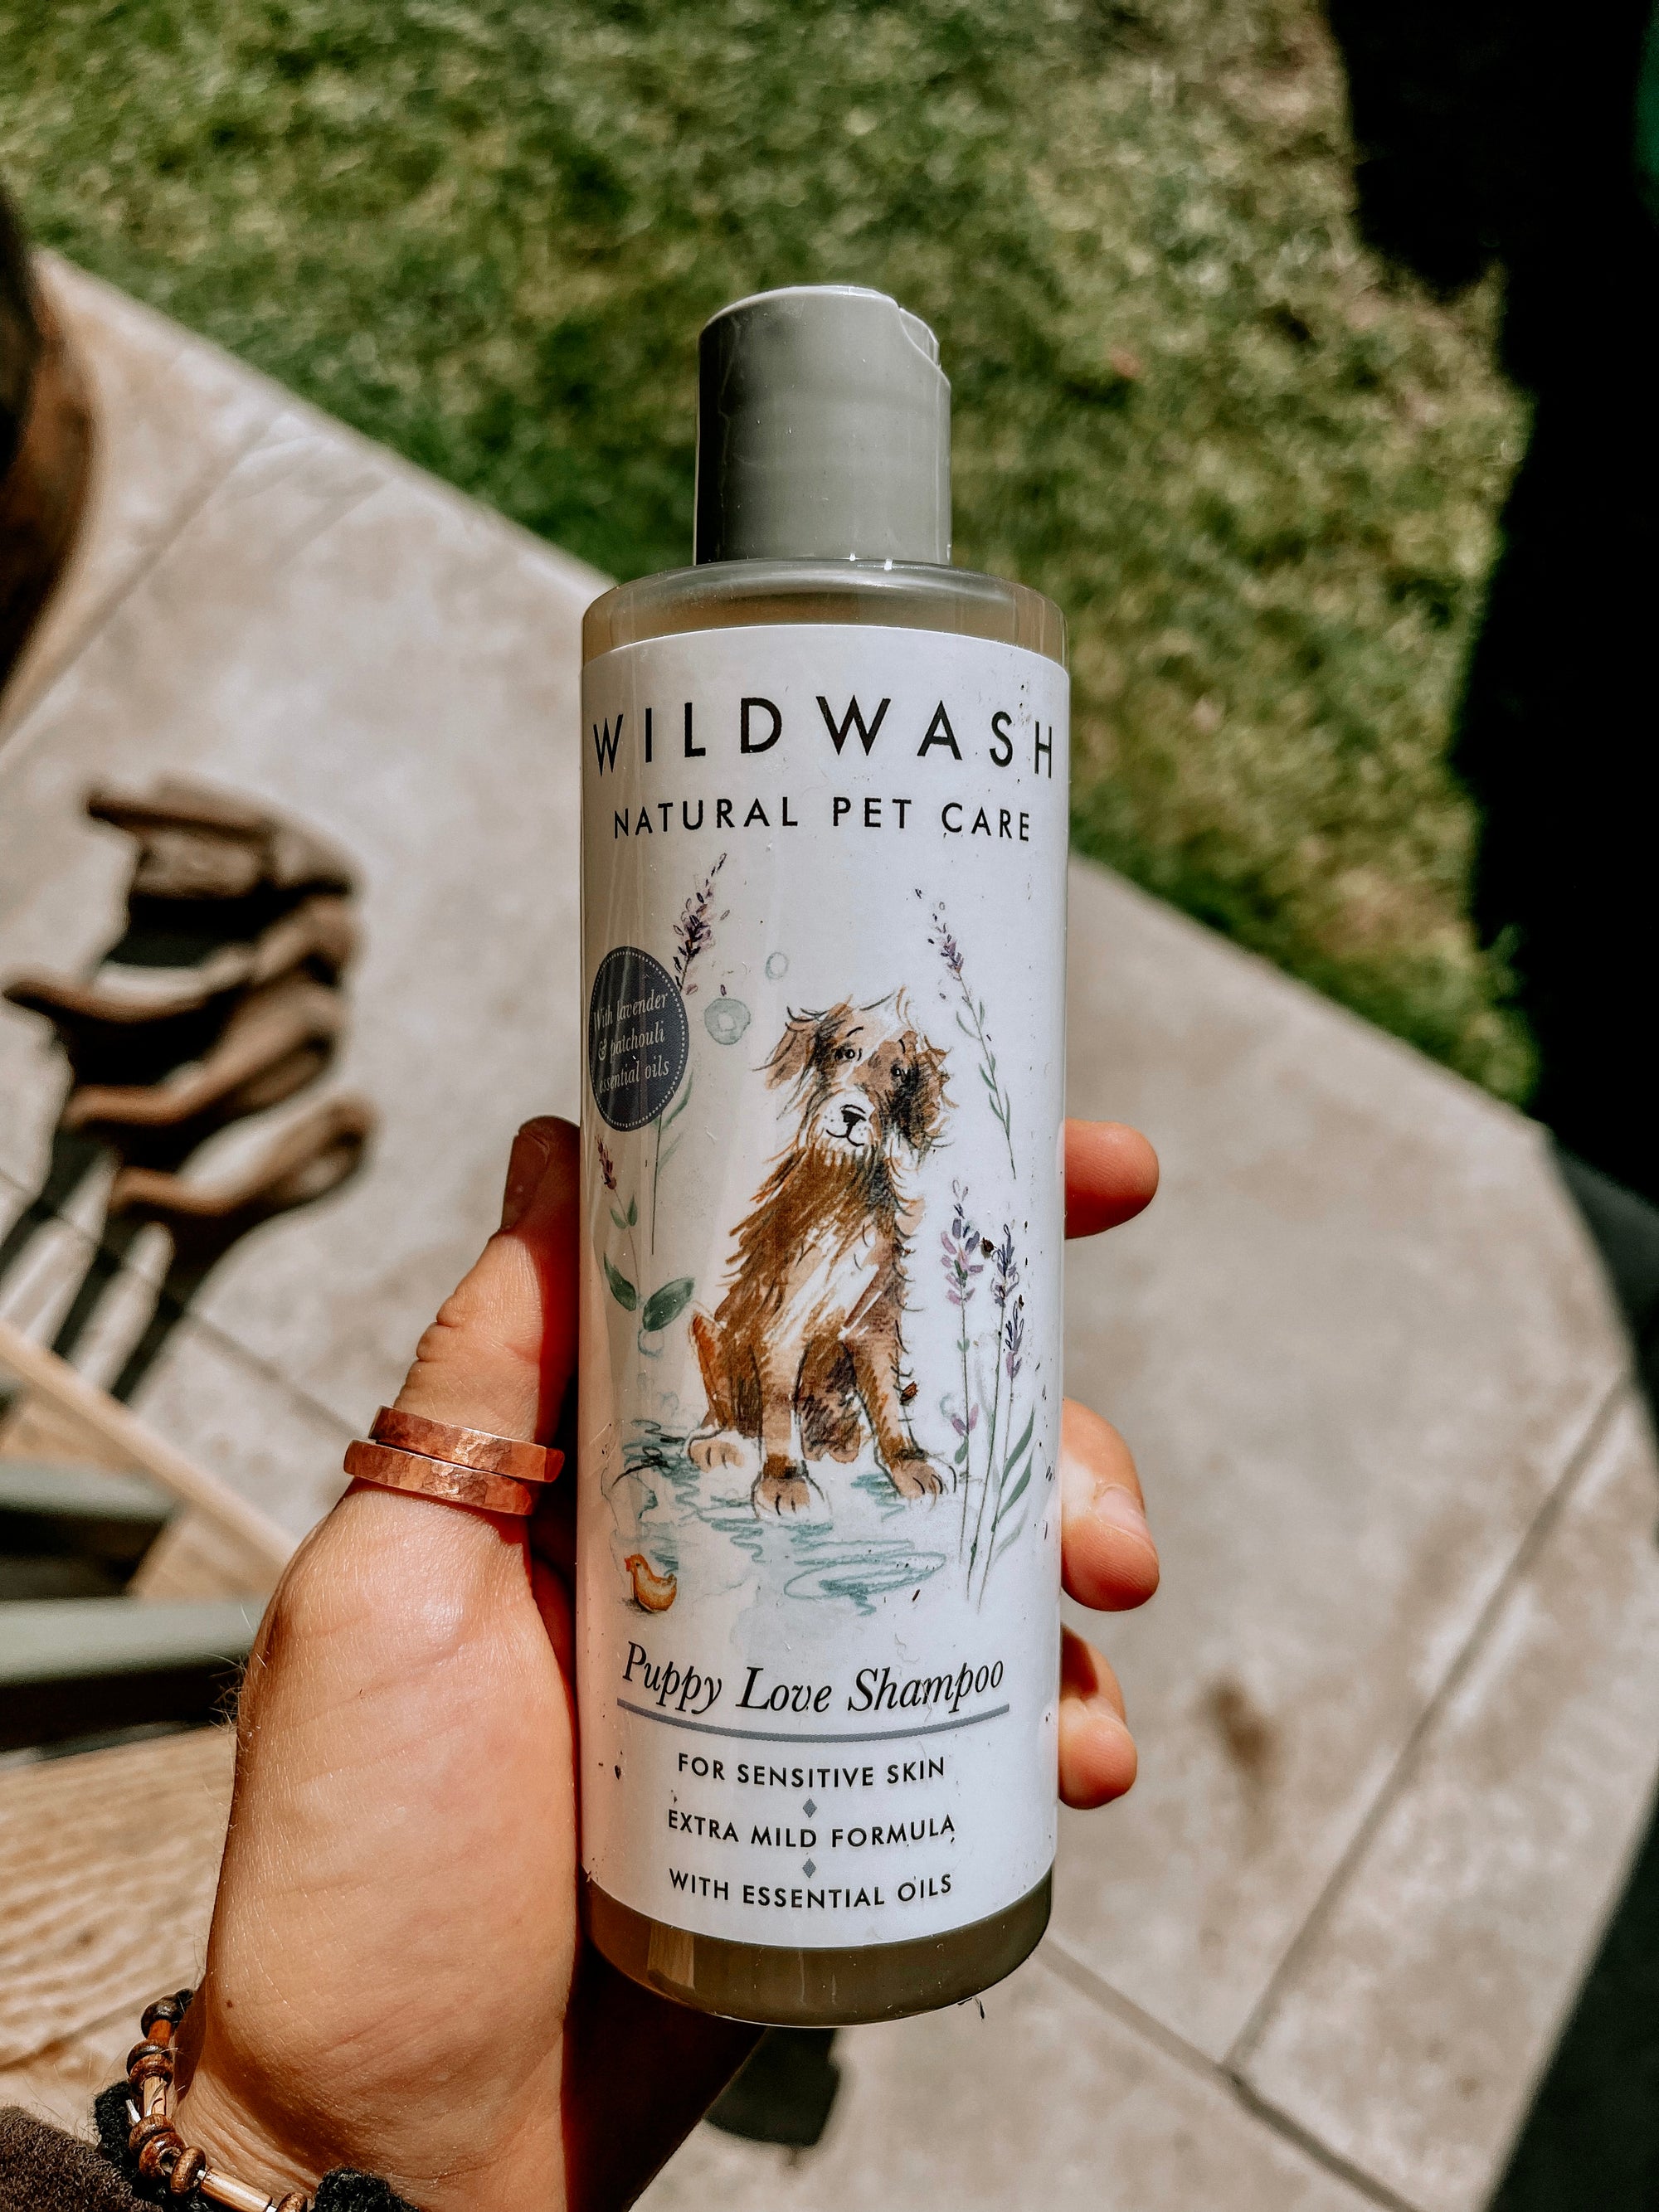 WILDWASH
NATURAL PET CARE
With lavender
& patchouli
essential oils
Puppy Love Shampoo
FOR SENSITIVE SKIN
EXTRA MILD FORMULA
WITH ESSENTIAL OILS